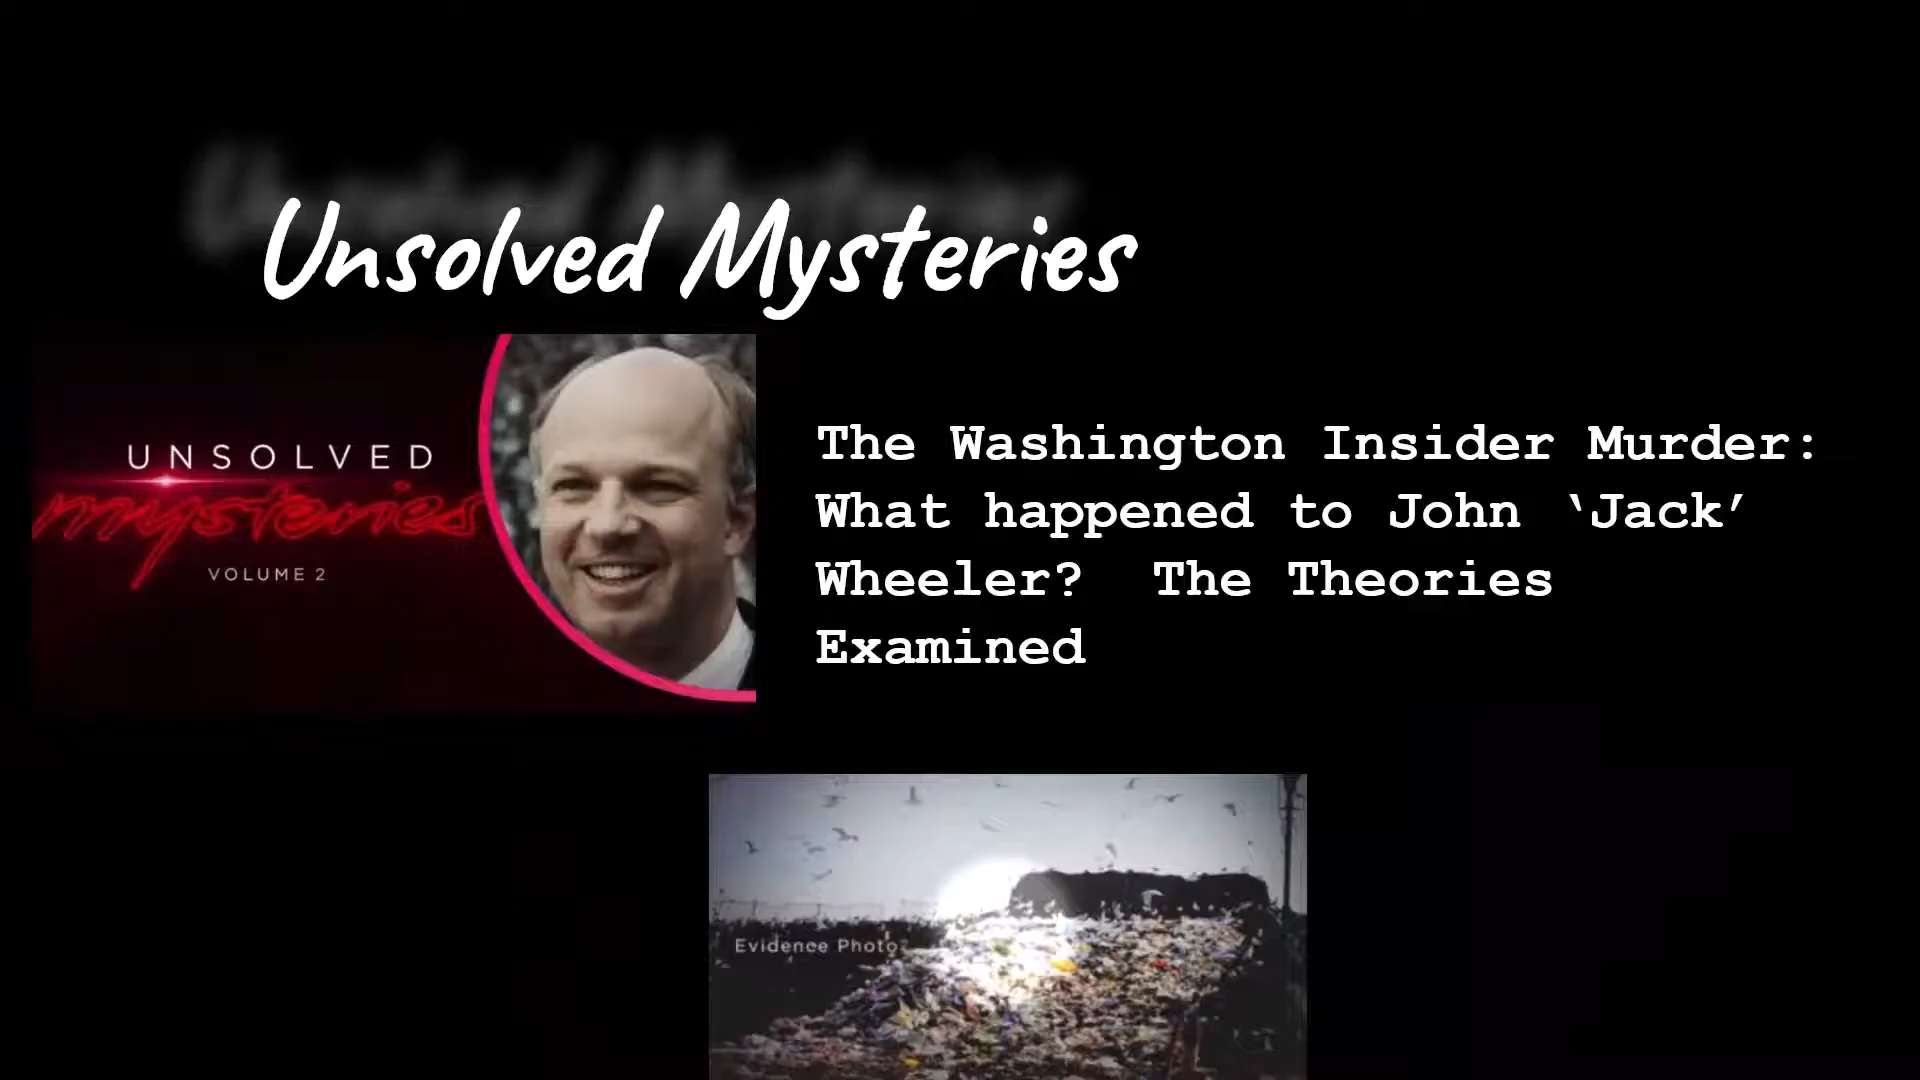 Unsolved Mysteries
UNSOLVED
mysteries
VOLUME 2
The Washington Insider Murder:
What happened to John ‘Jack’
Wheeler?  The Theories
Examined
Evidence Photo